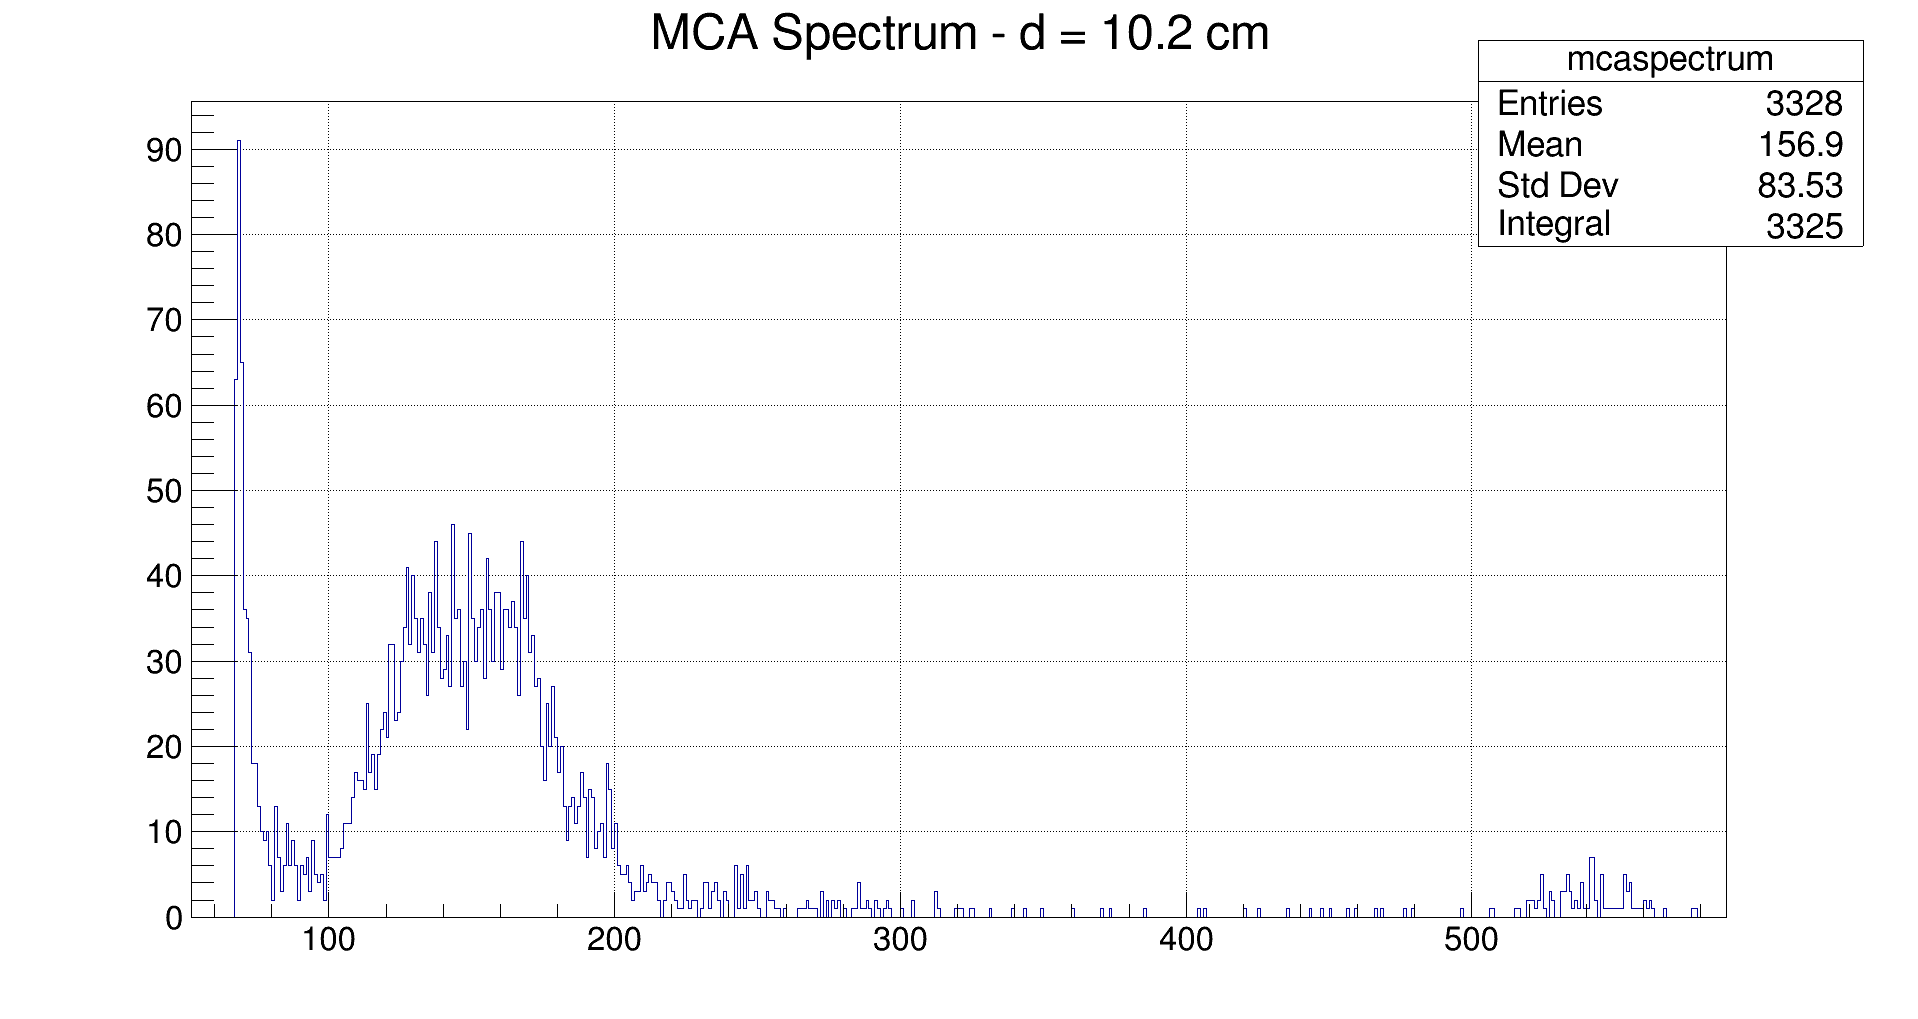 MCA Spectrum - d = 10.2 cm
mcaspectrum
Entries 3328
Mean 156.9
Std Dev 83.53
Integral 3325
90
80
70
60
50
40
30
20
10
0
100 200 300 400 500